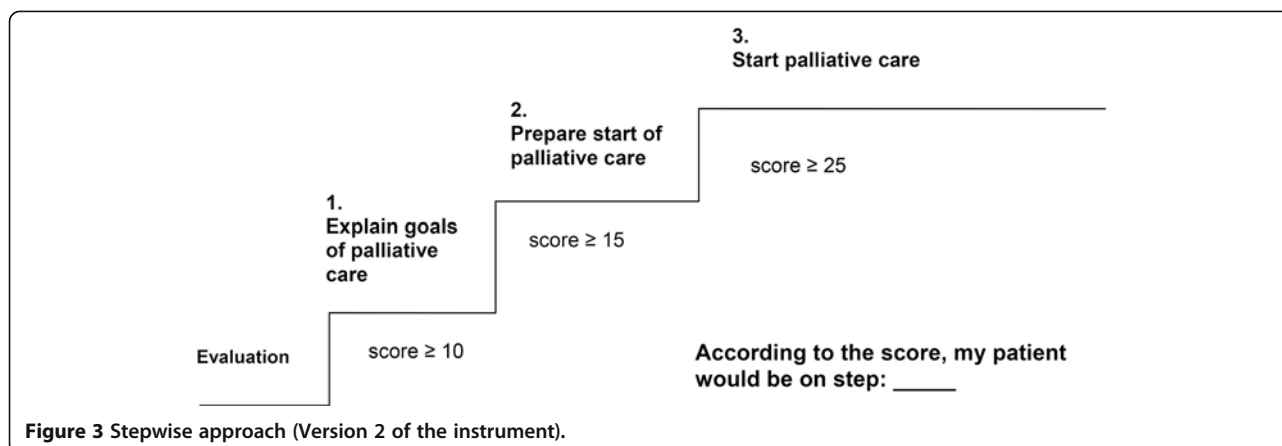 3.
Start palliative care
2.
Prepare start of
palliative care
score ≥ 25
1.
Explain goals
of palliative
care
score ≥ 15
Evaluation
score ≥ 10
According to the score, my patient
would be on step: _____
Figure 3 Stepwise approach (Version 2 of the instrument).